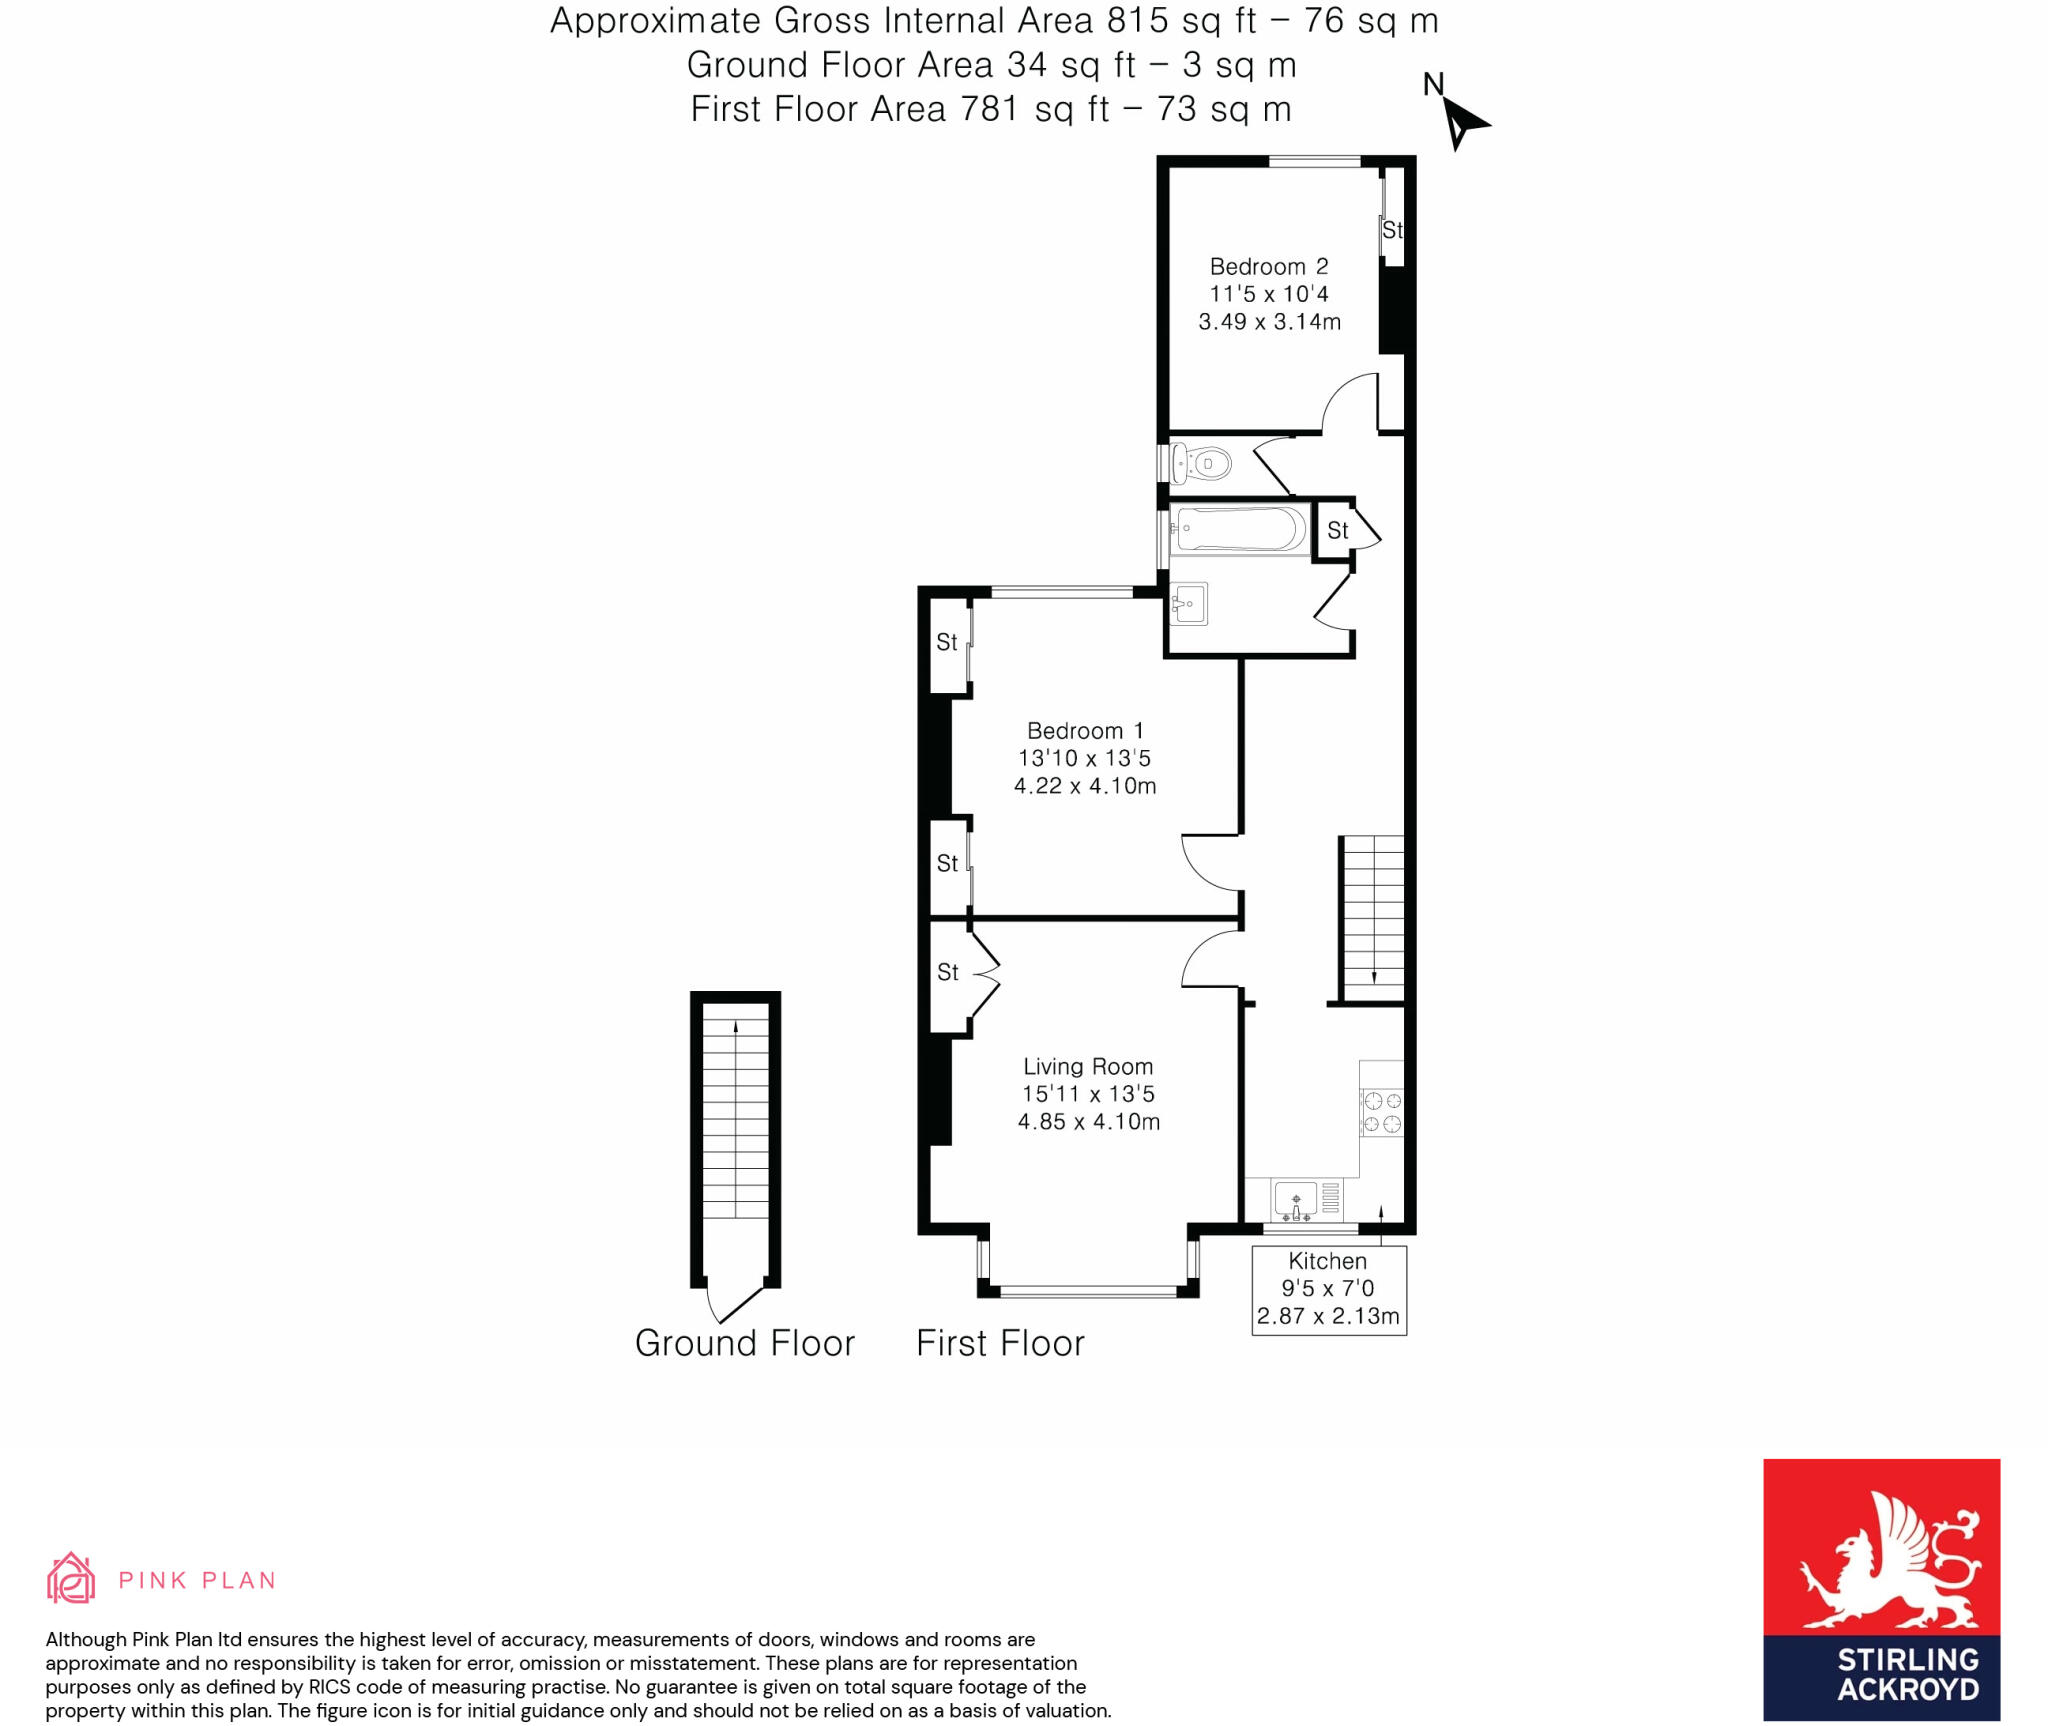 Approximate Gross Internal Area 815 sq ft – 76 sq m
Ground Floor Area 34 sq ft – 3 sq m
First Floor Area 781 sq ft – 73 sq m
N
St
Bedroom 2
11'5 x 10'4
3.49 x 3.14m
St
St
Bedroom 1
13'10 x 13'5
4.22 x 4.10m
St
St
Living Room
15'11 x 13'5
4.85 x 4.10m
Kitchen
9'5 x 7'0
2.87 x 2.13m
Ground Floor
First Floor
PINK PLAN
Although Pink Plan ltd ensures the highest level of accuracy, measurements of doors, windows and rooms are
approximate and no responsibility is taken for error, omission or misstatement. These plans are for representation
purposes only as defined by RICS code of measuring practise. No guarantee is given on total square footage of the
property within this plan. The figure icon is for initial guidance only and should not be relied on as a basis of valuation.
STIRLING
ACKROYD